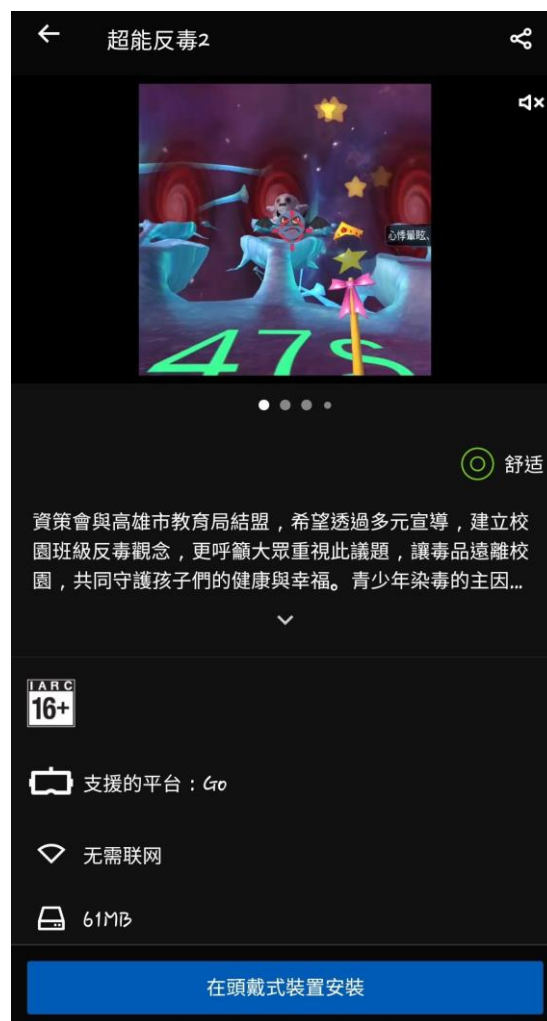 超能反毒2
心悸暈眩、
47s
舒适
資策會與高雄市教育局結盟，希望透過多元宣導，建立校
園班級反毒觀念，更呼籲大眾重視此議題，讓毒品遠離校
園，共同守護孩子們的健康與幸福。青少年染毒的主因...
IARC
16+
支援的平台：Go
无需联网
61MB
在頭戴式裝置安裝